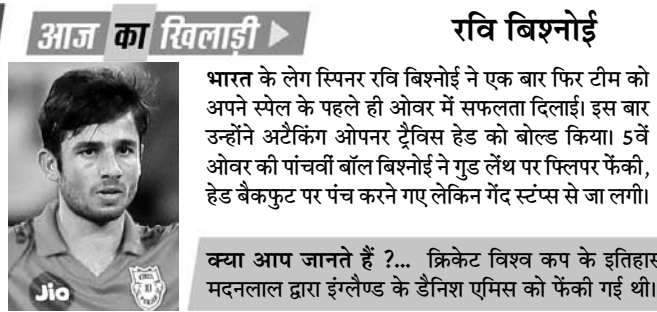 आज का खिलाड़ी
रवि बिश्नोई
भारत के लेग स्पिनर रवि बिश्नोई ने एक बार फिर टीम को
अपने स्पेल के पहले ही ओवर में सफलता दिलाई। इस बार
उन्होंने अटैकिंग ओपनर ट्रैविस हेड को बोल्ड किया। 5वें
ओवर की पांचवीं बॉल बिश्नोई ने गुड लेंथ पर फ्लिपर फेंकी,
हेड बैकफुट पर पंच करने गए लेकिन गेंद स्टंप्स से जा लगी।
क्या आप जानते हैं ?... क्रिकेट विश्व कप के इतिहास
मदनलाल द्वारा इंग्लैण्ड के डैनिश एमिस को फेंकी गई थी।
Jio
KINGS